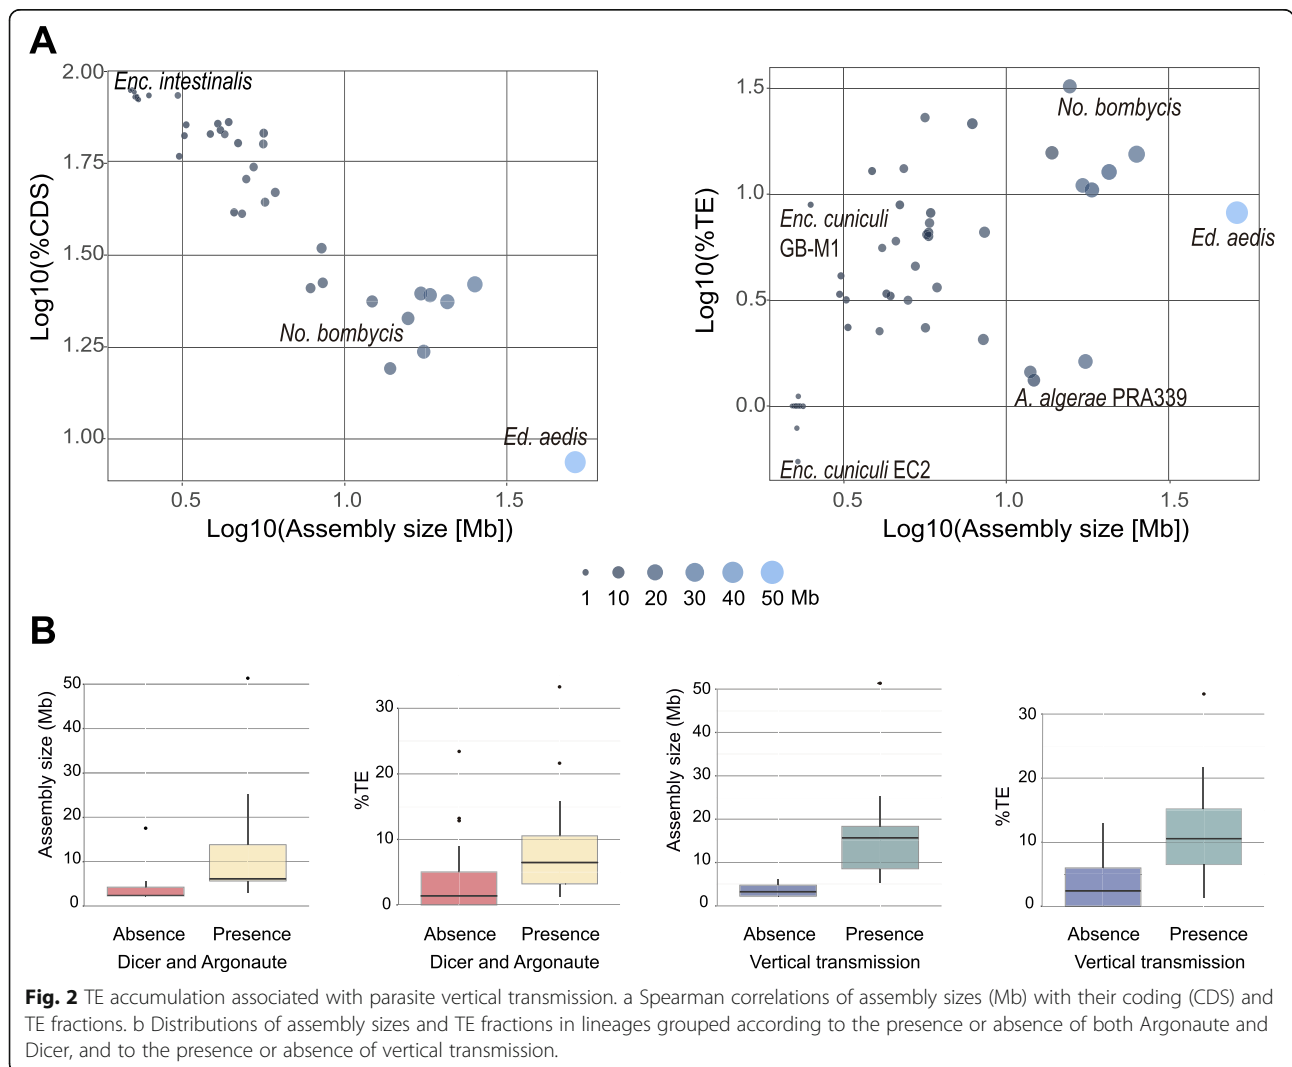 A
2.00
1.75
1.50
1.25
1.00
Log10(%CDS)
Enc. intestinalis
No. bombycis
Ed. aedis
0.5
1.0
1.5
Log10(Assembly size [Mb])
1.5
1.0
0.5
0.0
Log10(%TE)
No. bombycis
Enc. cuniculi
GB-M1
Ed. aedis
A. algerae PRA339
Enc. cuniculi EC2
0.5
1.0
1.5
Log10(Assembly size [Mb])
1 10 20 30 40 50 Mb
B
Assembly size (Mb)
50
40
30
20
10
0
Absence Presence
Dicer and Argonaute
%TE
30
20
10
0
Absence Presence
Dicer and Argonaute
Assembly size (Mb)
50
40
30
20
10
0
Absence Presence
Vertical transmission
%TE
30
20
10
0
Absence Presence
Vertical transmission
Fig. 2 TE accumulation associated with parasite vertical transmission. a Spearman correlations of assembly sizes (Mb) with their coding (CDS) and
TE fractions. b Distributions of assembly sizes and TE fractions in lineages grouped according to the presence or absence of both Argonaute and
Dicer, and to the presence or absence of vertical transmission.